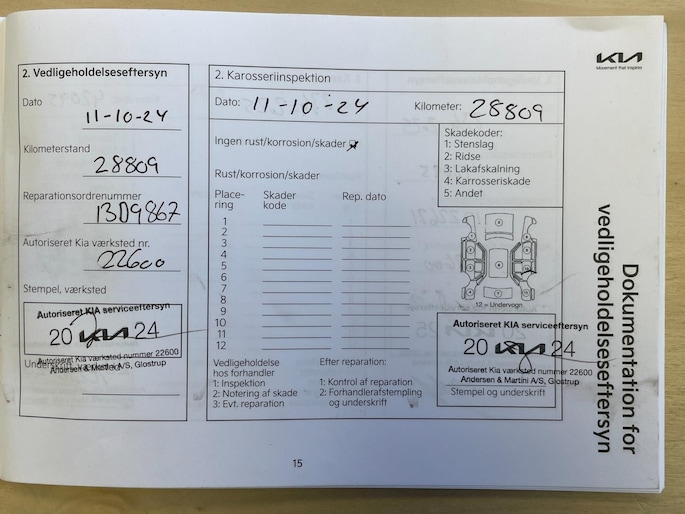 KIA
Movement that inspires
Dokumentation for
vedligeholdelseseftersyn
2. Vedligeholdelseseftersyn
Dato
11-10-24
Kilometerstand
28809
Reparationsordrenummer
13D9867
Autoriseret Kia værksted nr.
22600
Stempel, værksted
Autoriseret KIA serviceeftersyn
20 KIA 24
Autoriseret Kia værksted nummer 22600
Andersen & Martini A/S, Glostrup
2. Karosseriinspektion
Dato: 11-10-24
Kilometer: 28809
Ingen rust/korrosion/skader
Rust/korrosion/skader
Place-
ring
Skader
kode
Rep. dato
1
2
3
4
5
6
7
8
9
10
11
12
Skadekoder:
1: Stenslag
2: Ridse
3: Lakafskalning
4: Karrosseriskade
5: Andet
12 = Undervogn
Vedligeholdelse
hos forhandler
1: Inspektion
2: Notering af skade
3: Evt. reparation
Efter reparation:
1: Kontrol af reparation
2: Forhandlerafstempling
og underskrift
Autoriseret KIA serviceeftersyn
20 KIA 24
Autoriseret Kia værksted nummer 22600
Andersen & Martini A/S, Glostrup
Stempel og underskrift
15